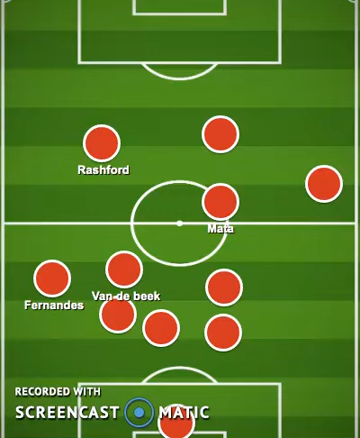 Rashford
Mata
Van de beek
Fernandes
RECORDED WITH
SCREENCAST MATIC